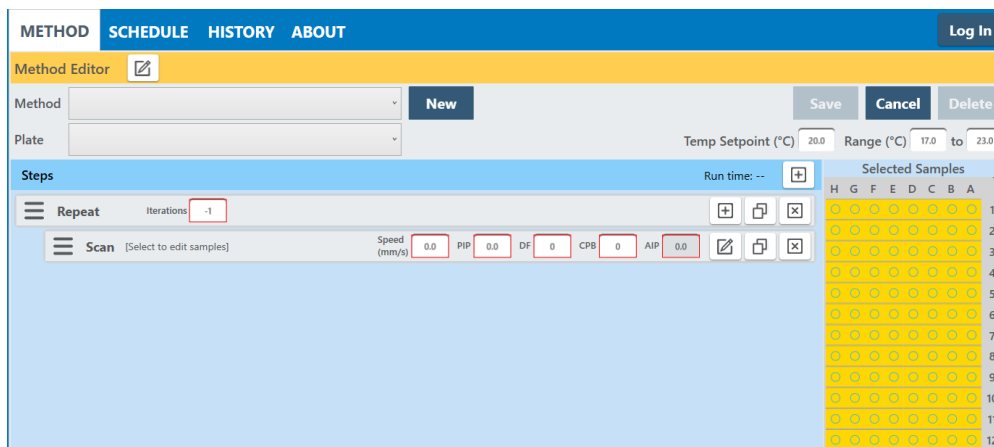 METHOD SCHEDULE HISTORY ABOUT Log In
Method Editor
Method New Save Cancel Delete
Plate Temp Setpoint (°C) 20.0 Range (°C) 17.0 to 23.0
Steps Run time: -- Selected Samples
H G F E D C B A
Repeat Iterations -1
Scan [Select to edit samples] Speed (mm/s) 0.0 PIP 0.0 DF 0 CPB 0 AIP 0.0
1
2
3
4
5
6
7
8
9
10
11
12